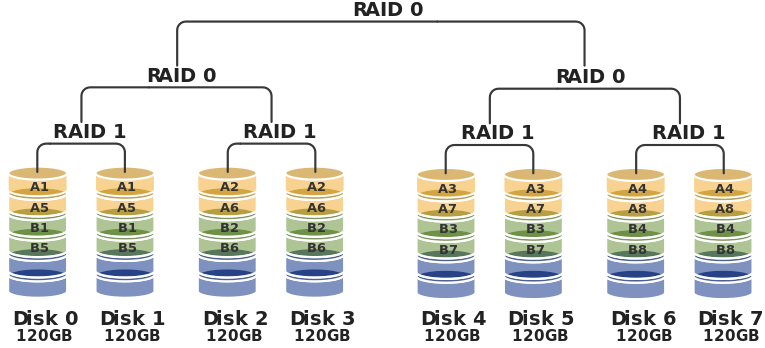 RAID 0
RAID 0 RAID 0
RAID 1 RAID 1 RAID 1 RAID 1
A1 A1 A2 A2 A3 A3 A4 A4
A5 A5 A6 A6 A7 A7 A8 A8
B1 B1 B2 B2 B3 B3 B4 B4
B5 B5 B6 B6 B7 B7 B8 B8
Disk 0 Disk 1 Disk 2 Disk 3 Disk 4 Disk 5 Disk 6 Disk 7
120GB 120GB 120GB 120GB 120GB 120GB 120GB 120GB